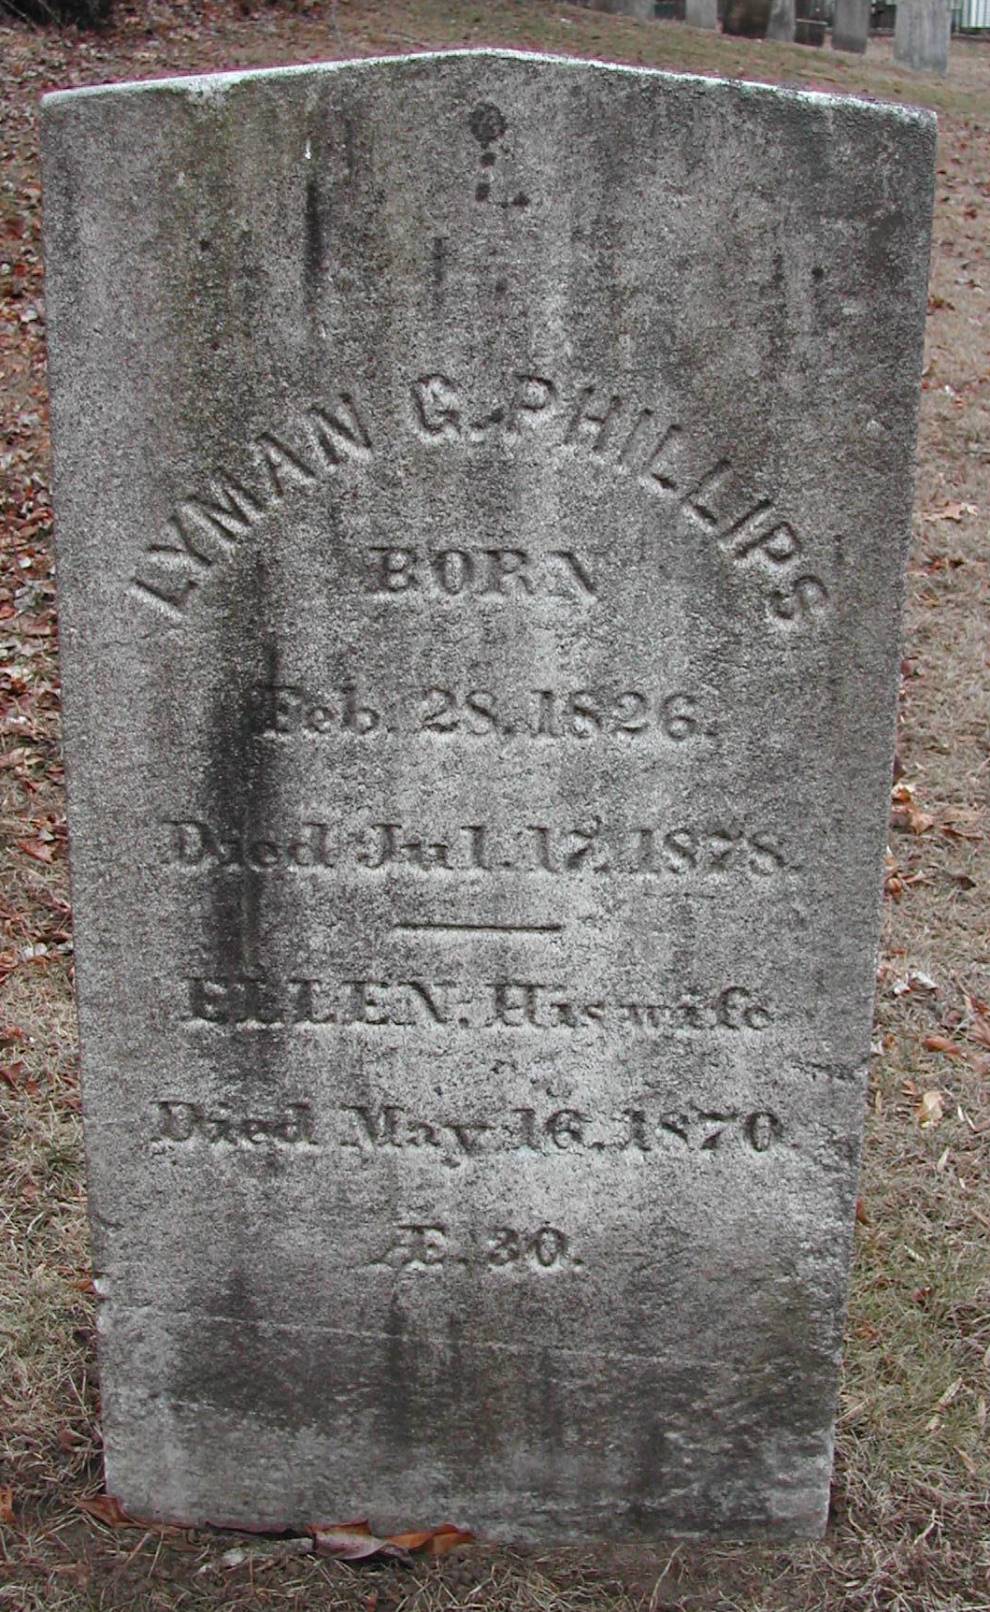 LYMAN G. PHILLIPS
BORN
Feb. 28, 1826.
Died Jul. 17, 1878.
ELLEN. His wife
Died May 16, 1870.
Æ. 30.